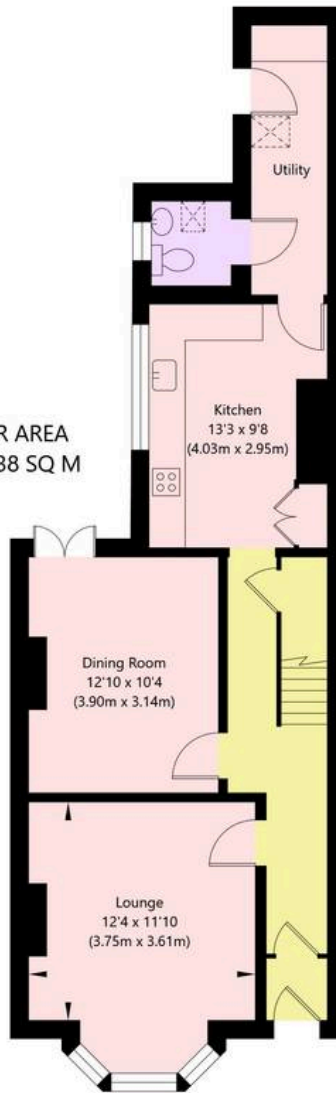 Utility
Kitchen
13'3 x 9'8
(4.03m x 2.95m)
R AREA
38 SQ M
Dining Room
12'10 x 10'4
(3.90m x 3.14m)
Lounge
12'4 x 11'10
(3.75m x 3.61m)